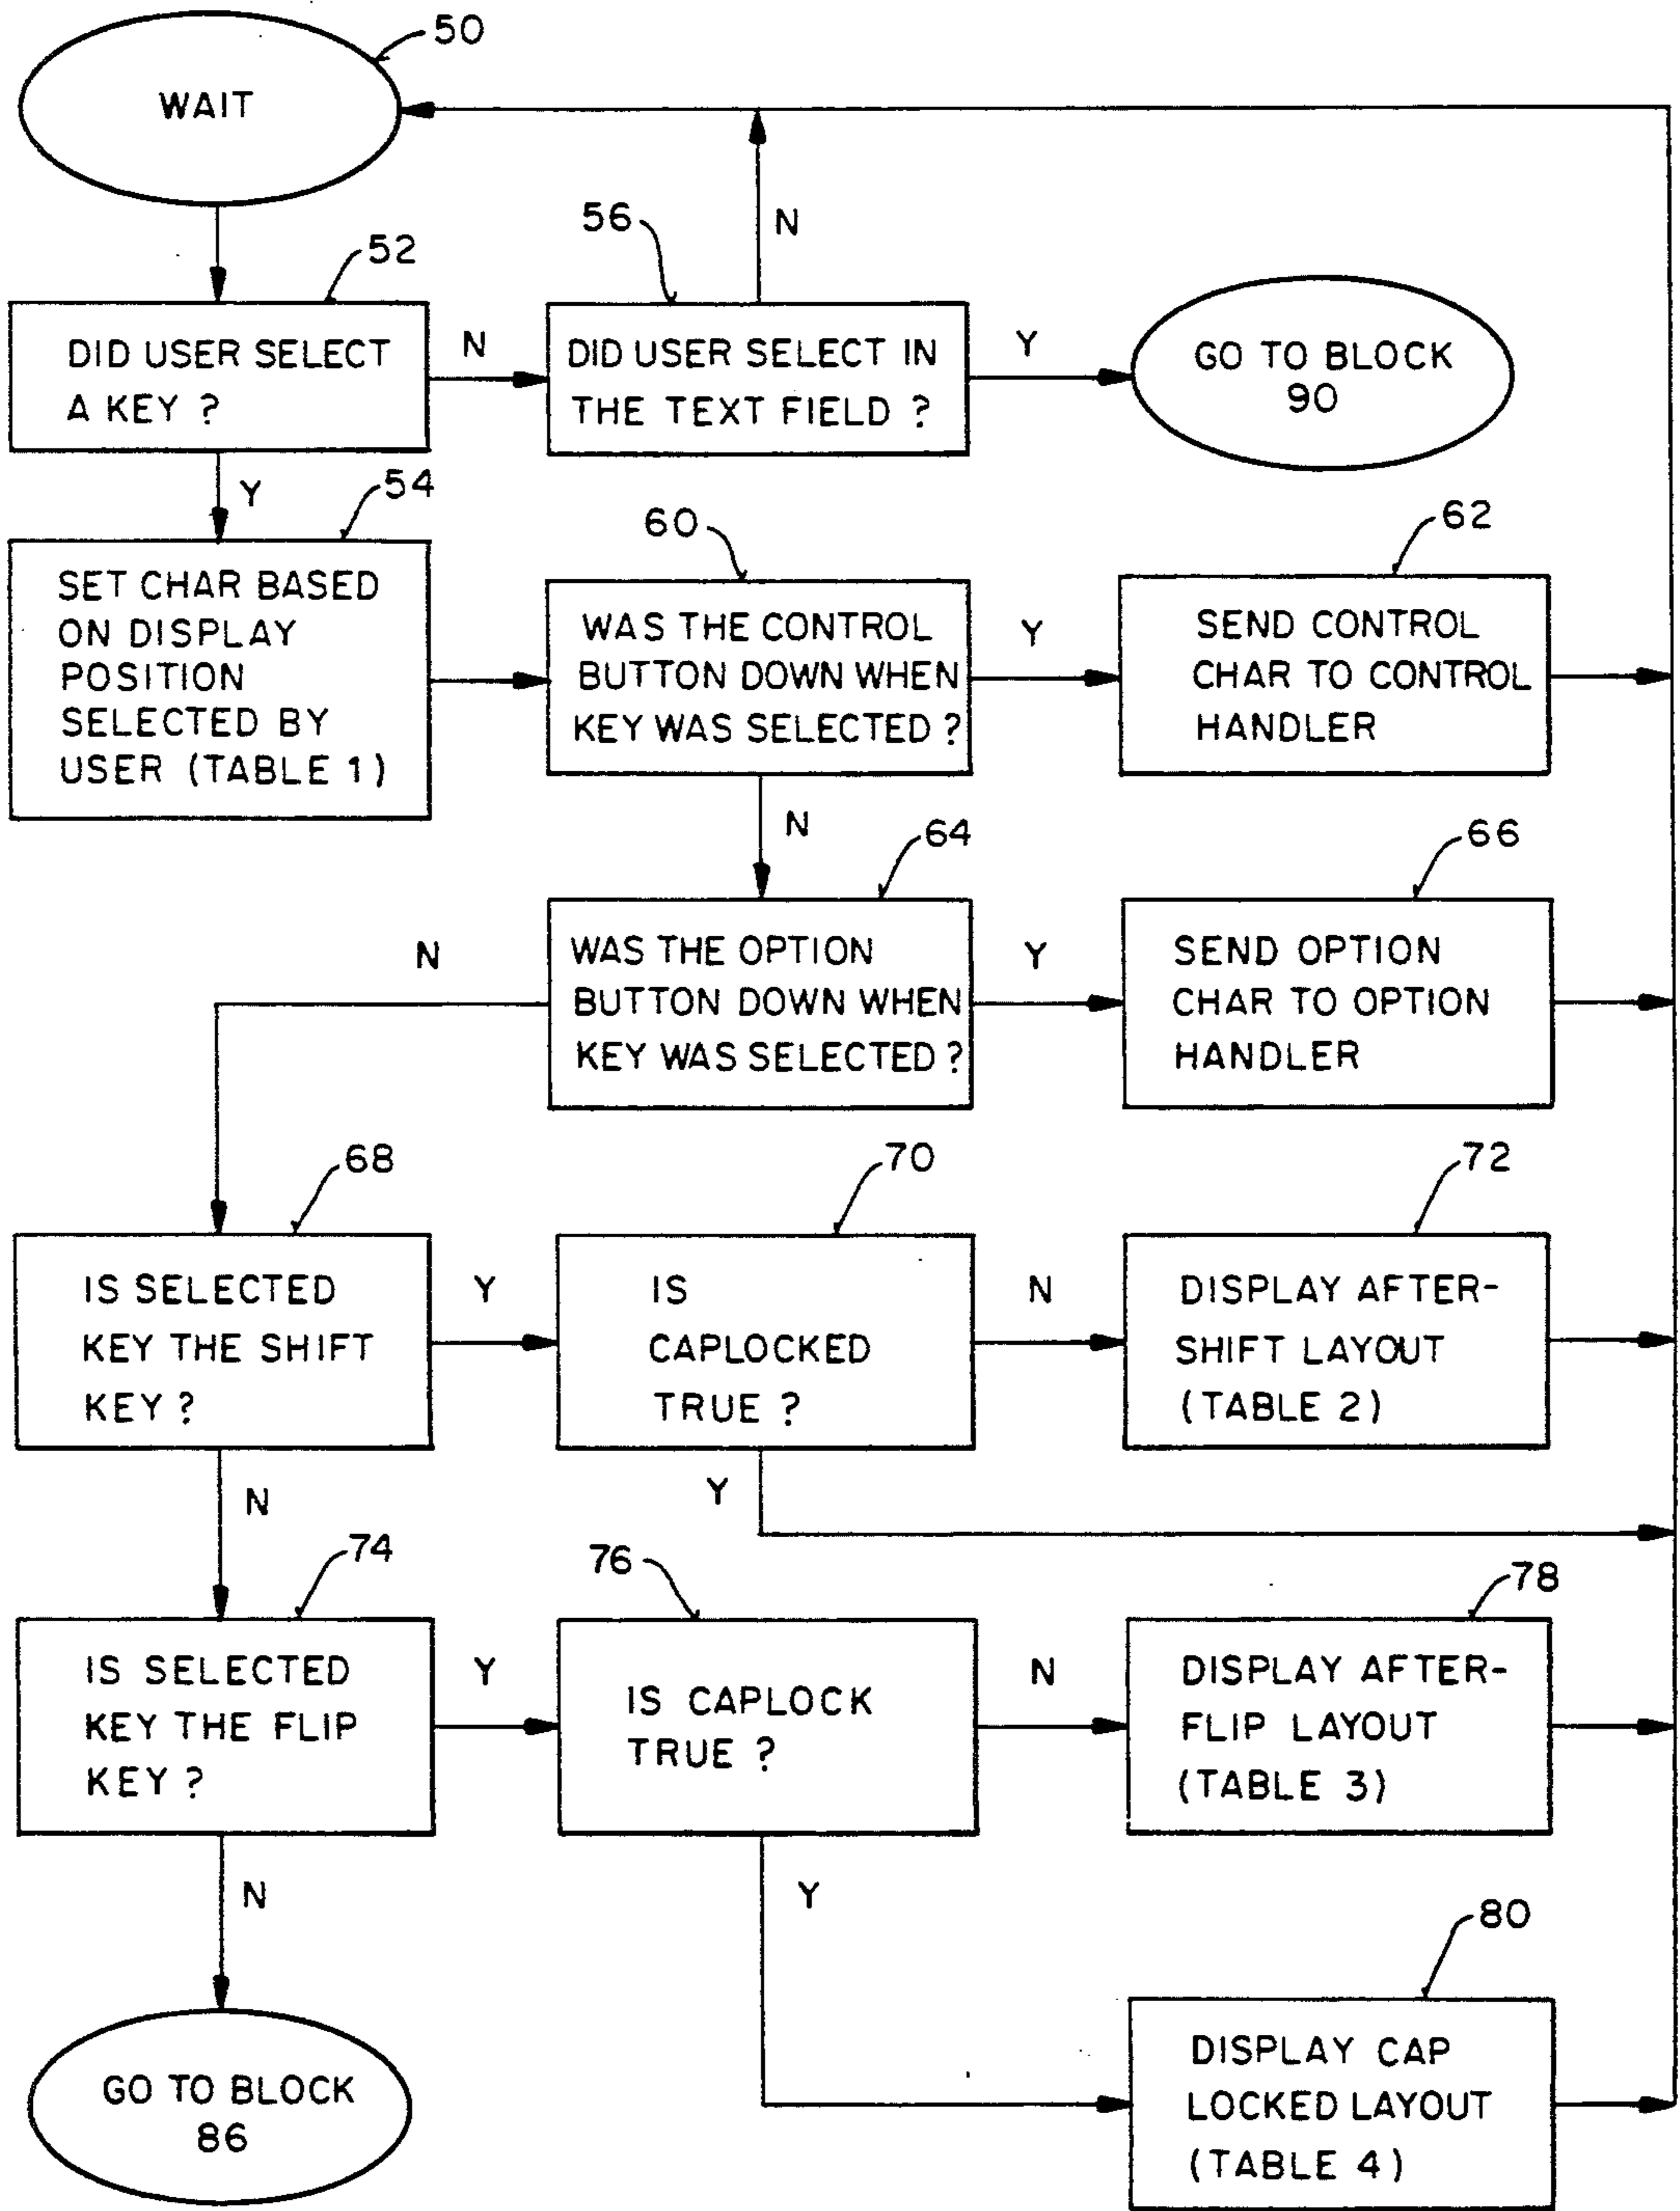 50
WAIT
N
56
52
DID USER SELECT
A KEY ?
N
DID USER SELECT IN
THE TEXT FIELD ?
Y
GO TO BLOCK
90
Y
54
SET CHAR BASED
ON DISPLAY
POSITION
SELECTED BY
USER (TABLE 1)
60
WAS THE CONTROL
BUTTON DOWN WHEN
KEY WAS SELECTED ?
Y
62
SEND CONTROL
CHAR TO CONTROL
HANDLER
N
64
WAS THE OPTION
BUTTON DOWN WHEN
KEY WAS SELECTED ?
Y
66
SEND OPTION
CHAR TO OPTION
HANDLER
N
68
IS SELECTED
KEY THE SHIFT
KEY ?
Y
70
IS
CAPLOCKED
TRUE ?
N
72
DISPLAY AFTER-
SHIFT LAYOUT
(TABLE 2)
Y
N
74
IS SELECTED
KEY THE FLIP
KEY ?
Y
76
IS CAPLOCK
TRUE ?
N
78
DISPLAY AFTER-
FLIP LAYOUT
(TABLE 3)
N
Y
80
DISPLAY CAP
LOCKED LAYOUT
(TABLE 4)
GO TO BLOCK
86